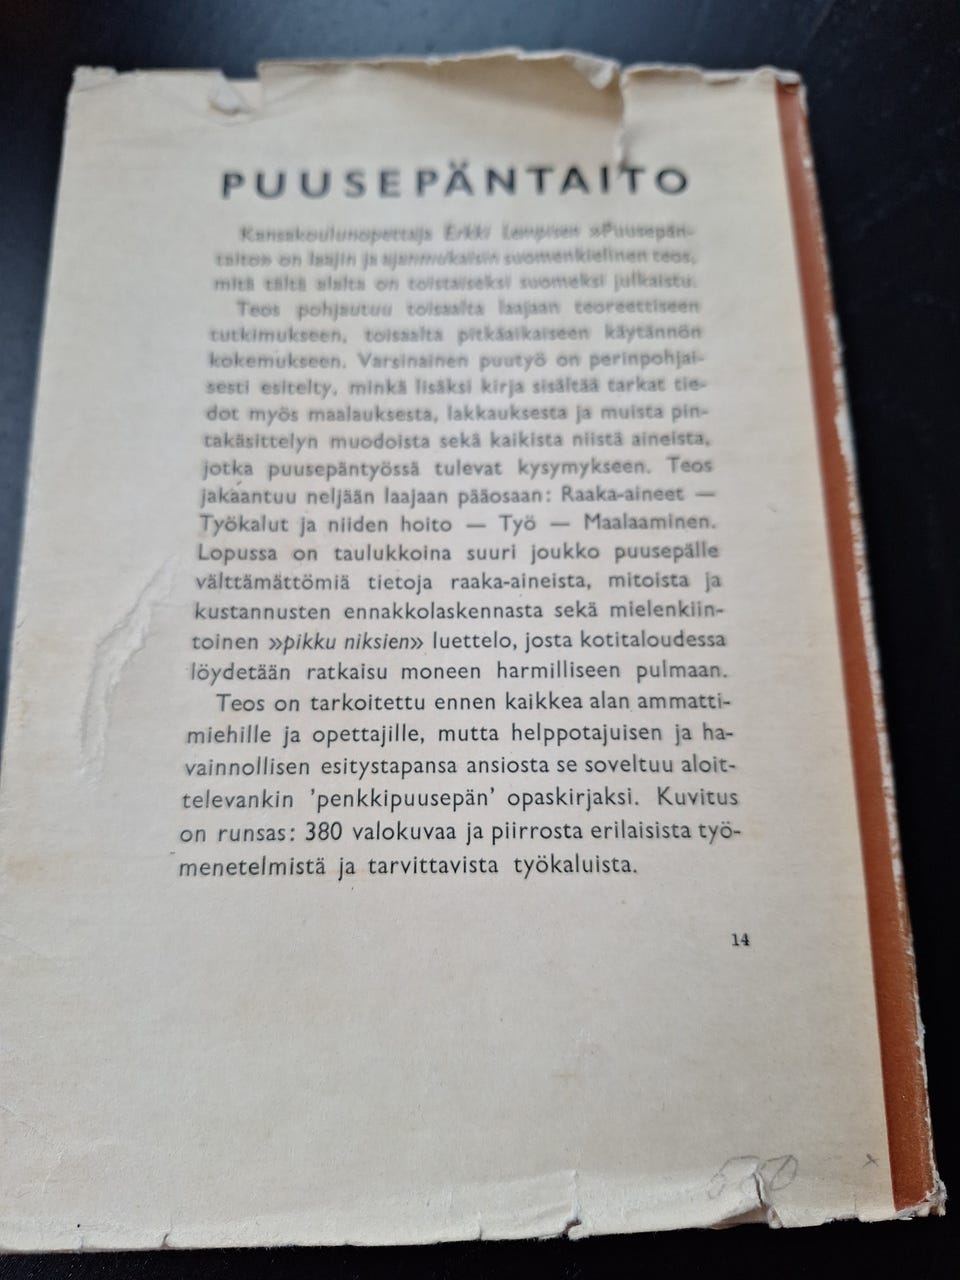 PUUSEPÄNTAITO
Kansakoulunopettaja Erkki Lampisen »Puusepän-
taito» on laajin ja ajanmukaisin suomenkielinen teos,
mitä tältä alalta on toistaiseksi suomeksi julkaistu.
Teos pohjautuu toisaalta laajaan teoreettiseen
tutkimukseen, toisaalta pitkäaikaiseen käytännön
kokemukseen. Varsinainen puutyö on perinpohjai-
sesti esitelty, minkä lisäksi kirja sisältää tarkat tie-
dot myös maalauksesta, lakkauksesta ja muista pin-
takäsittelyn muodoista sekä kaikista niistä aineista,
jotka puusepäntyössä tulevat kysymykseen. Teos
jakaantuu neljään laajaan pääosaan: Raaka-aineet —
Työkalut ja niiden hoito — Työ — Maalaaminen.
Lopussa on taulukkoina suuri joukko puusepälle
välttämättömiä tietoja raaka-aineista, mitoista ja
kustannusten ennakkolaskennasta sekä mielenkiin-
toinen »pikku niksien» luettelo, josta kotitaloudessa
löydetään ratkaisu moneen harmilliseen pulmaan.
Teos on tarkoitettu ennen kaikkea alan ammatti-
miehille ja opettajille, mutta helppotajuisen ja ha-
vainnollisen esitystapansa ansiosta se soveltuu aloit-
televankin 'penkkipuusepän' opaskirjaksi. Kuvitus
on runsas: 380 valokuvaa ja piirrosta erilaisista työ-
menetelmistä ja tarvittavista työkaluista.
14